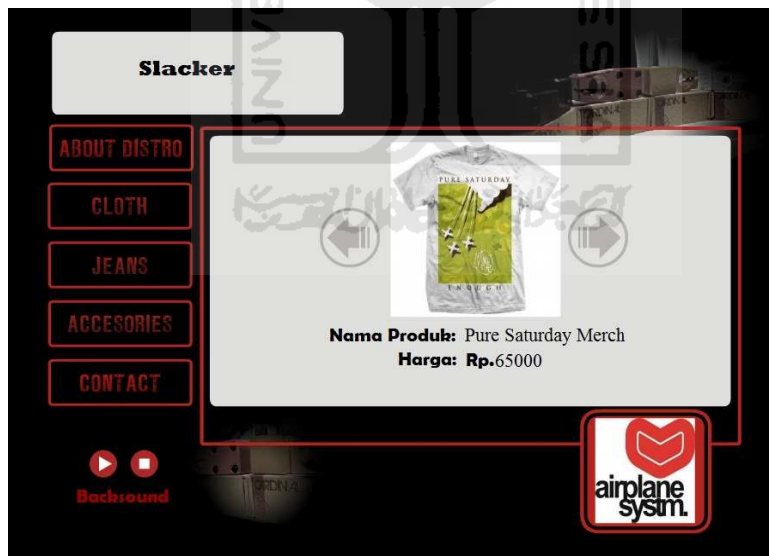 Slacker
ABOUT DISTRO
CLOTH
JEANS
ACCESORIES
CONTACT
PURE SATURDAY
ENOUGH
Nama Produk: Pure Saturday Merch
Harga: Rp.65000
Backsound
airplane
systm.